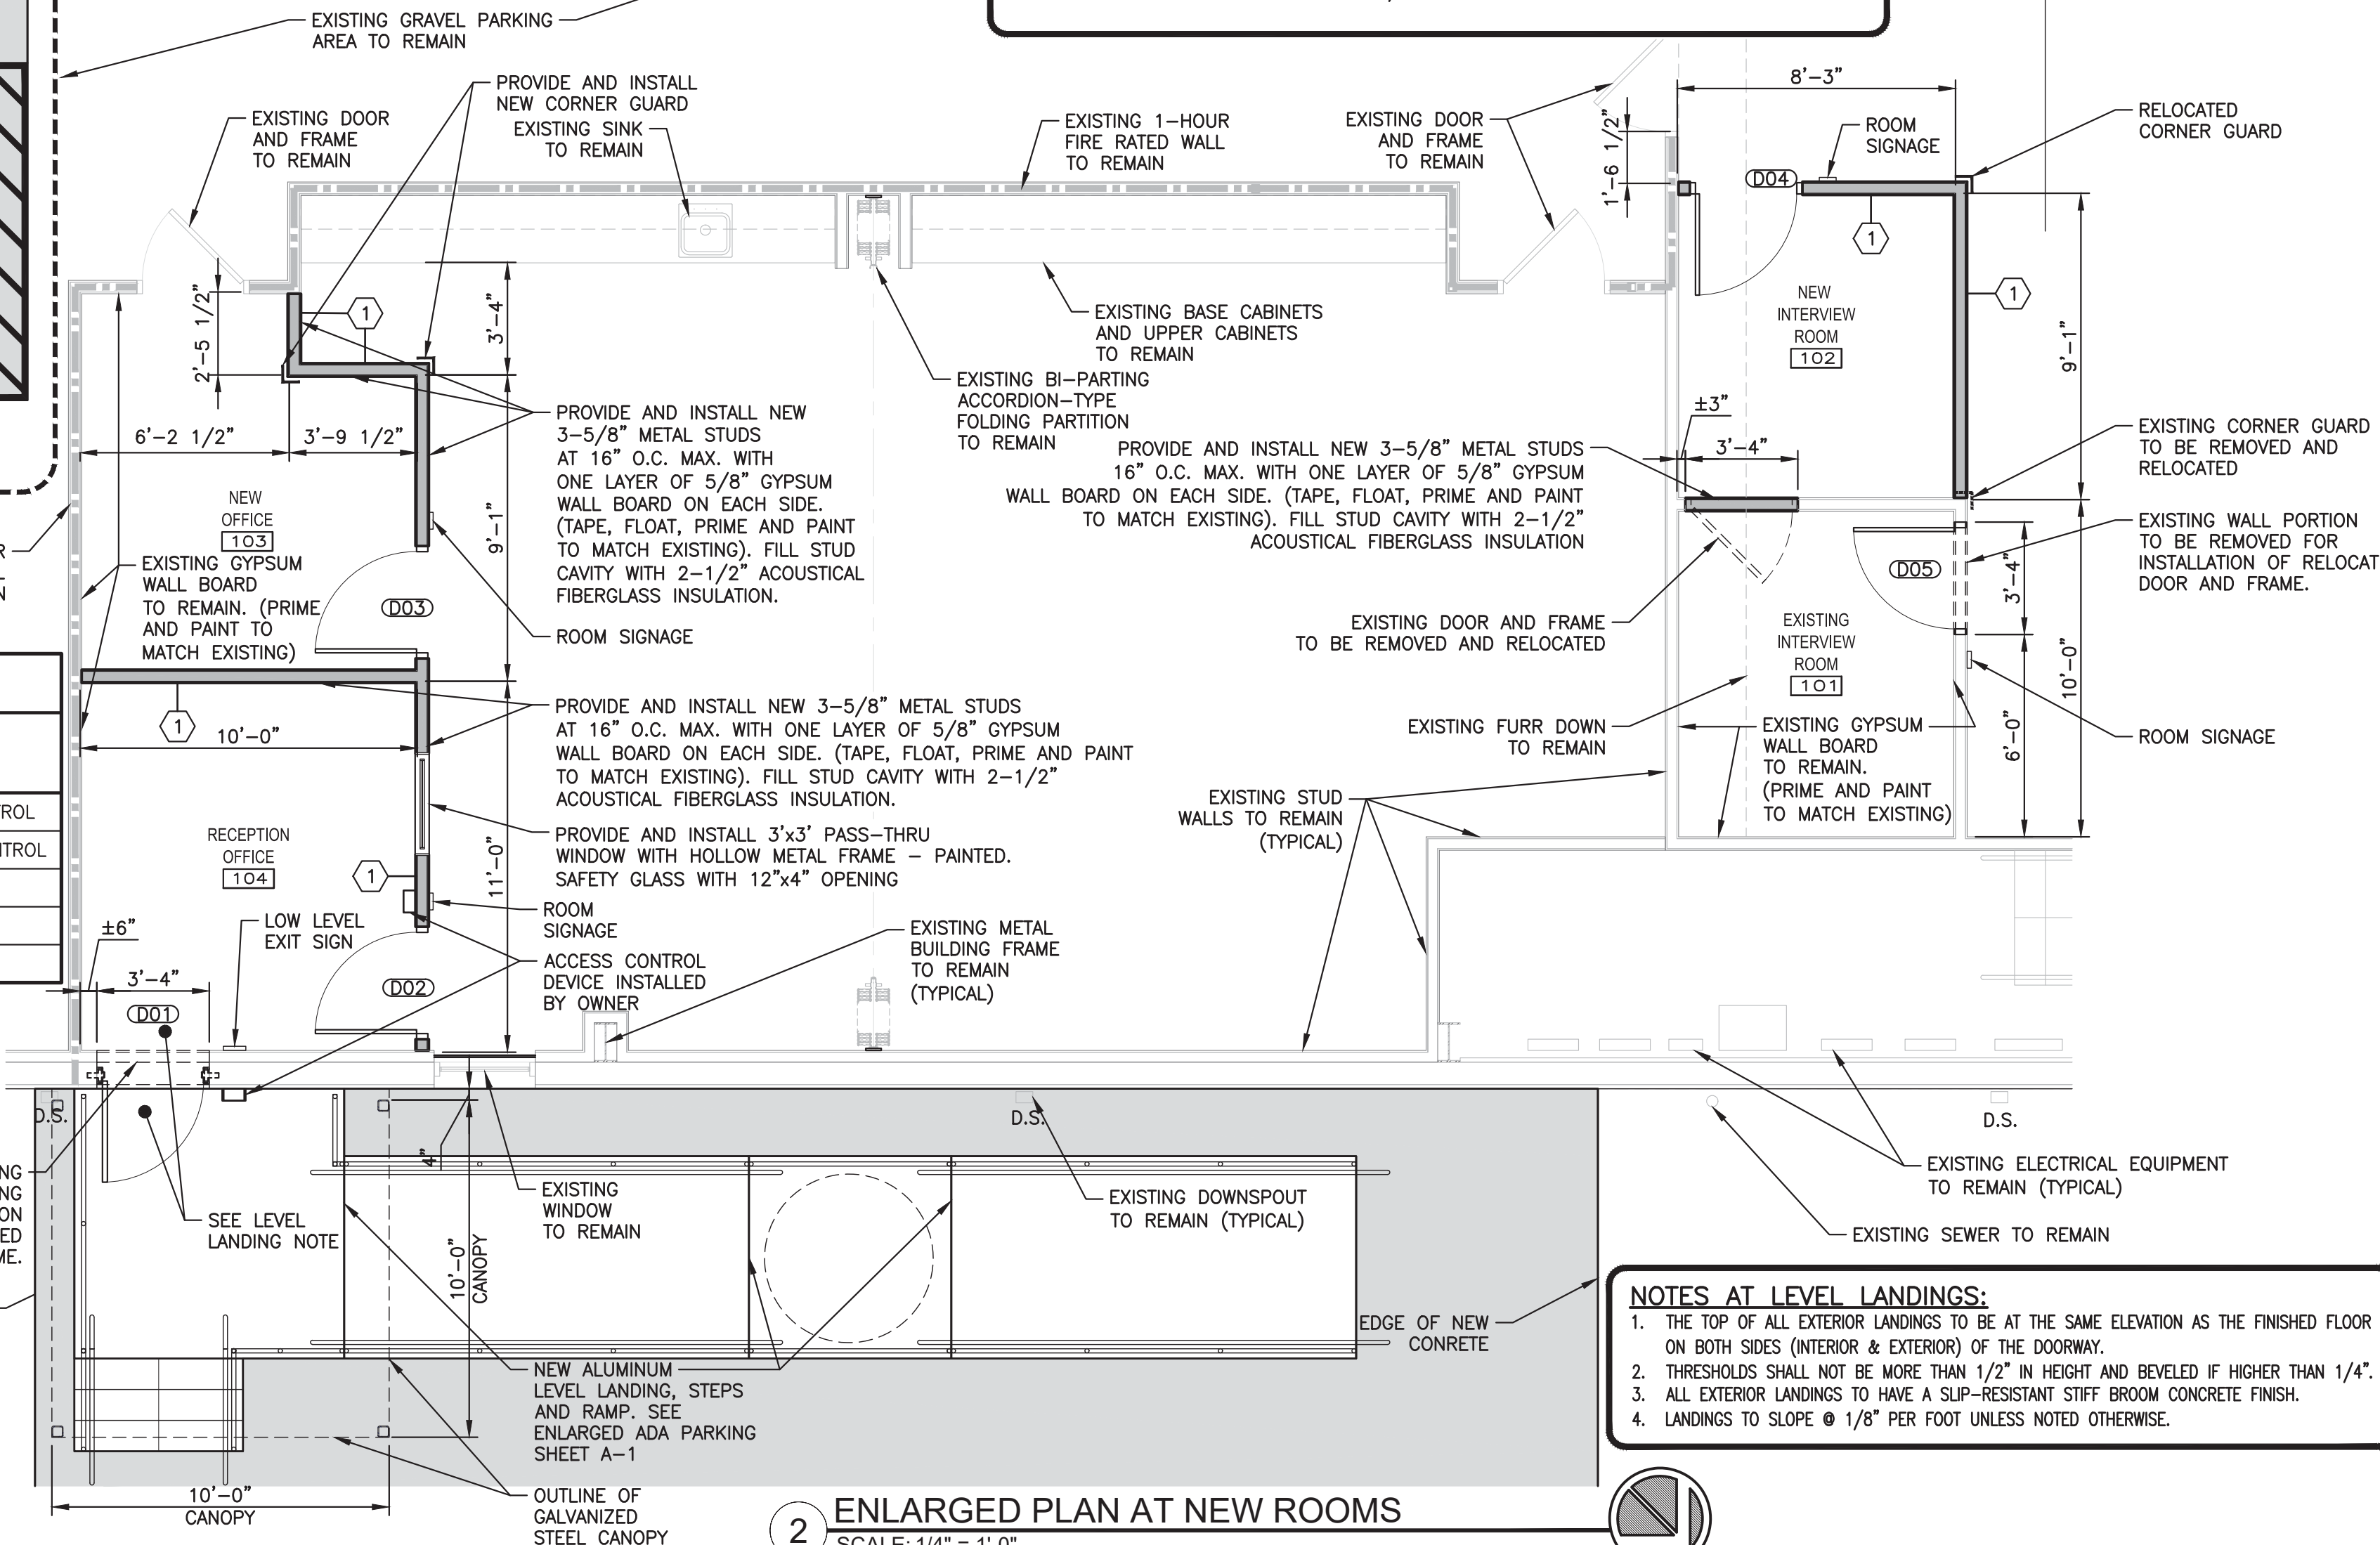 EXISTING GRAVEL PARKING
AREA TO REMAIN
PROVIDE AND INSTALL
NEW CORNER GUARD
EXISTING DOOR
AND FRAME
TO REMAIN
EXISTING SINK
TO REMAIN
EXISTING 1-HOUR
FIRE RATED WALL
TO REMAIN
EXISTING DOOR
AND FRAME
TO REMAIN
8'-3"
1'-6 1/2"
ROOM
SIGNAGE
D04
RELOCATED
CORNER GUARD
1
1
NEW
INTERVIEW
ROOM
102
9'-1"
2'-5 1/2"
1
3'-4"
EXISTING BASE CABINETS
AND UPPER CABINETS
TO REMAIN
EXISTING BI-PARTING
ACCORDION-TYPE
FOLDING PARTITION
TO REMAIN
6'-2 1/2"
3'-9 1/2"
PROVIDE AND INSTALL NEW
3-5/8" METAL STUDS
AT 16" O.C. MAX. WITH
ONE LAYER OF 5/8" GYPSUM
WALL BOARD ON EACH SIDE.
(TAPE, FLOAT, PRIME AND PAINT
TO MATCH EXISTING). FILL STUD
CAVITY WITH 2-1/2" ACOUSTICAL
FIBERGLASS INSULATION.
9'-1"
±3"
3'-4"
PROVIDE AND INSTALL NEW 3-5/8" METAL STUDS
16" O.C. MAX. WITH ONE LAYER OF 5/8" GYPSUM
WALL BOARD ON EACH SIDE. (TAPE, FLOAT, PRIME AND PAINT
TO MATCH EXISTING). FILL STUD CAVITY WITH 2-1/2"
ACOUSTICAL FIBERGLASS INSULATION
EXISTING CORNER GUARD
TO BE REMOVED AND
RELOCATED
EXISTING WALL PORTION
TO BE REMOVED FOR
INSTALLATION OF RELOCAT
DOOR AND FRAME.
NEW
OFFICE
103
EXISTING GYPSUM
WALL BOARD
TO REMAIN. (PRIME
AND PAINT TO
MATCH EXISTING)
R
N
D03
ROOM SIGNAGE
D05
3'-4"
EXISTING DOOR AND FRAME
TO BE REMOVED AND RELOCATED
EXISTING
INTERVIEW
ROOM
101
10'-0"
6'-0"
1
10'-0"
PROVIDE AND INSTALL NEW 3-5/8" METAL STUDS
AT 16" O.C. MAX. WITH ONE LAYER OF 5/8" GYPSUM
WALL BOARD ON EACH SIDE. (TAPE, FLOAT, PRIME AND PAINT
TO MATCH EXISTING). FILL STUD CAVITY WITH 2-1/2"
ACOUSTICAL FIBERGLASS INSULATION.
EXISTING FURR DOWN
TO REMAIN
EXISTING GYPSUM
WALL BOARD
TO REMAIN.
(PRIME AND PAINT
TO MATCH EXISTING)
ROOM SIGNAGE
EXISTING STUD
WALLS TO REMAIN
(TYPICAL)
ROL
TROL
RECEPTION
OFFICE
104
1
11'-0"
PROVIDE AND INSTALL 3'x3' PASS-THRU
WINDOW WITH HOLLOW METAL FRAME – PAINTED.
SAFETY GLASS WITH 12"x4" OPENING
±6"
LOW LEVEL
EXIT SIGN
ROOM
SIGNAGE
EXISTING METAL
BUILDING FRAME
TO REMAIN
(TYPICAL)
ACCESS CONTROL
DEVICE INSTALLED
BY OWNER
3'-4"
D01
D02
D.S.
D.S.
D.S.
4"
NG
NG
ON
ED
ME.
SEE LEVEL
LANDING NOTE
EXISTING
WINDOW
TO REMAIN
EXISTING DOWNSPOUT
TO REMAIN (TYPICAL)
EXISTING ELECTRICAL EQUIPMENT
TO REMAIN (TYPICAL)
EXISTING SEWER TO REMAIN
10'-0"
CANOPY
EDGE OF NEW
CONRETE
NOTES AT LEVEL LANDINGS:
1. THE TOP OF ALL EXTERIOR LANDINGS TO BE AT THE SAME ELEVATION AS THE FINISHED FLOOR
ON BOTH SIDES (INTERIOR & EXTERIOR) OF THE DOORWAY.
2. THRESHOLDS SHALL NOT BE MORE THAN 1/2" IN HEIGHT AND BEVELED IF HIGHER THAN 1/4".
3. ALL EXTERIOR LANDINGS TO HAVE A SLIP-RESISTANT STIFF BROOM CONCRETE FINISH.
4. LANDINGS TO SLOPE @ 1/8" PER FOOT UNLESS NOTED OTHERWISE.
NEW ALUMINUM
LEVEL LANDING, STEPS
AND RAMP. SEE
ENLARGED ADA PARKING
SHEET A-1
10'-0"
CANOPY
OUTLINE OF
GALVANIZED
STEEL CANOPY
2
ENLARGED PLAN AT NEW ROOMS
SCALE: 1/4" = 1'-0"